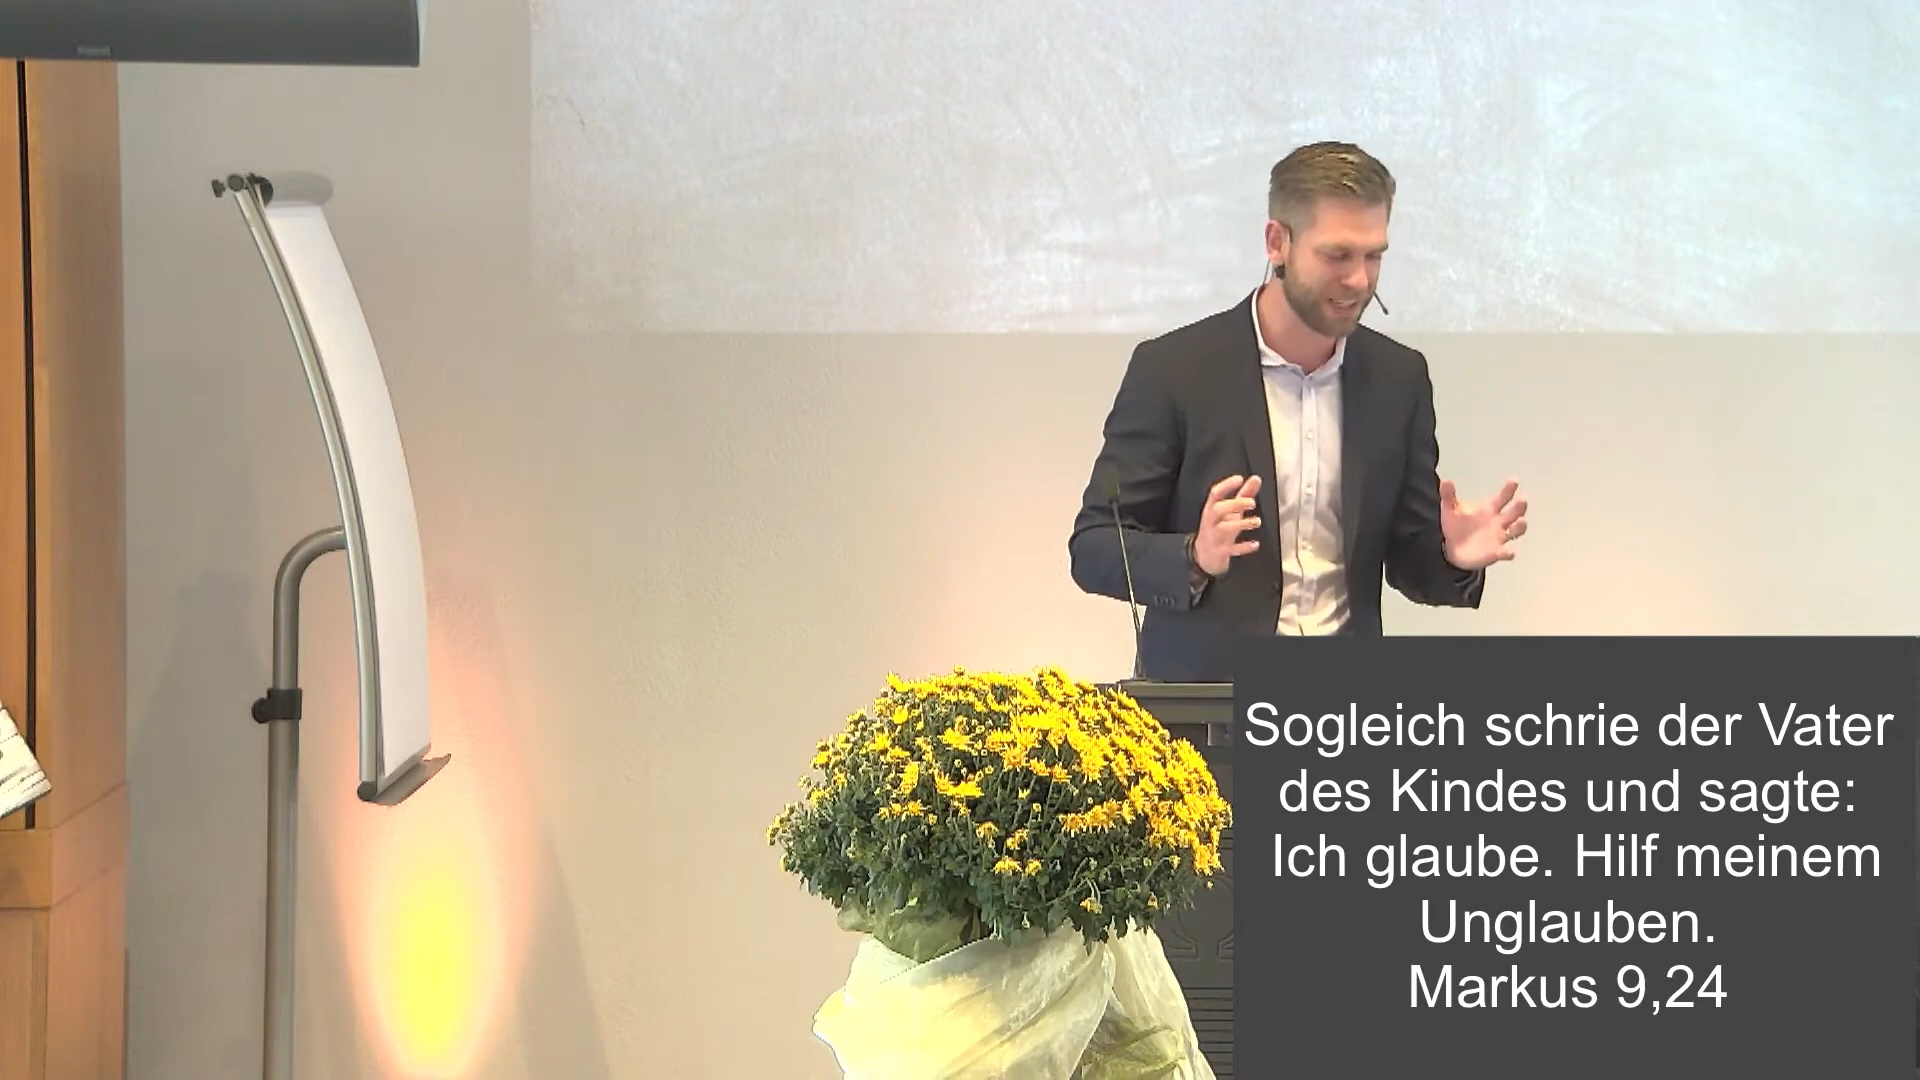 Sogleich schrie der Vater
des Kindes und sagte:
Ich glaube. Hilf meinem
Unglauben.
Markus 9,24